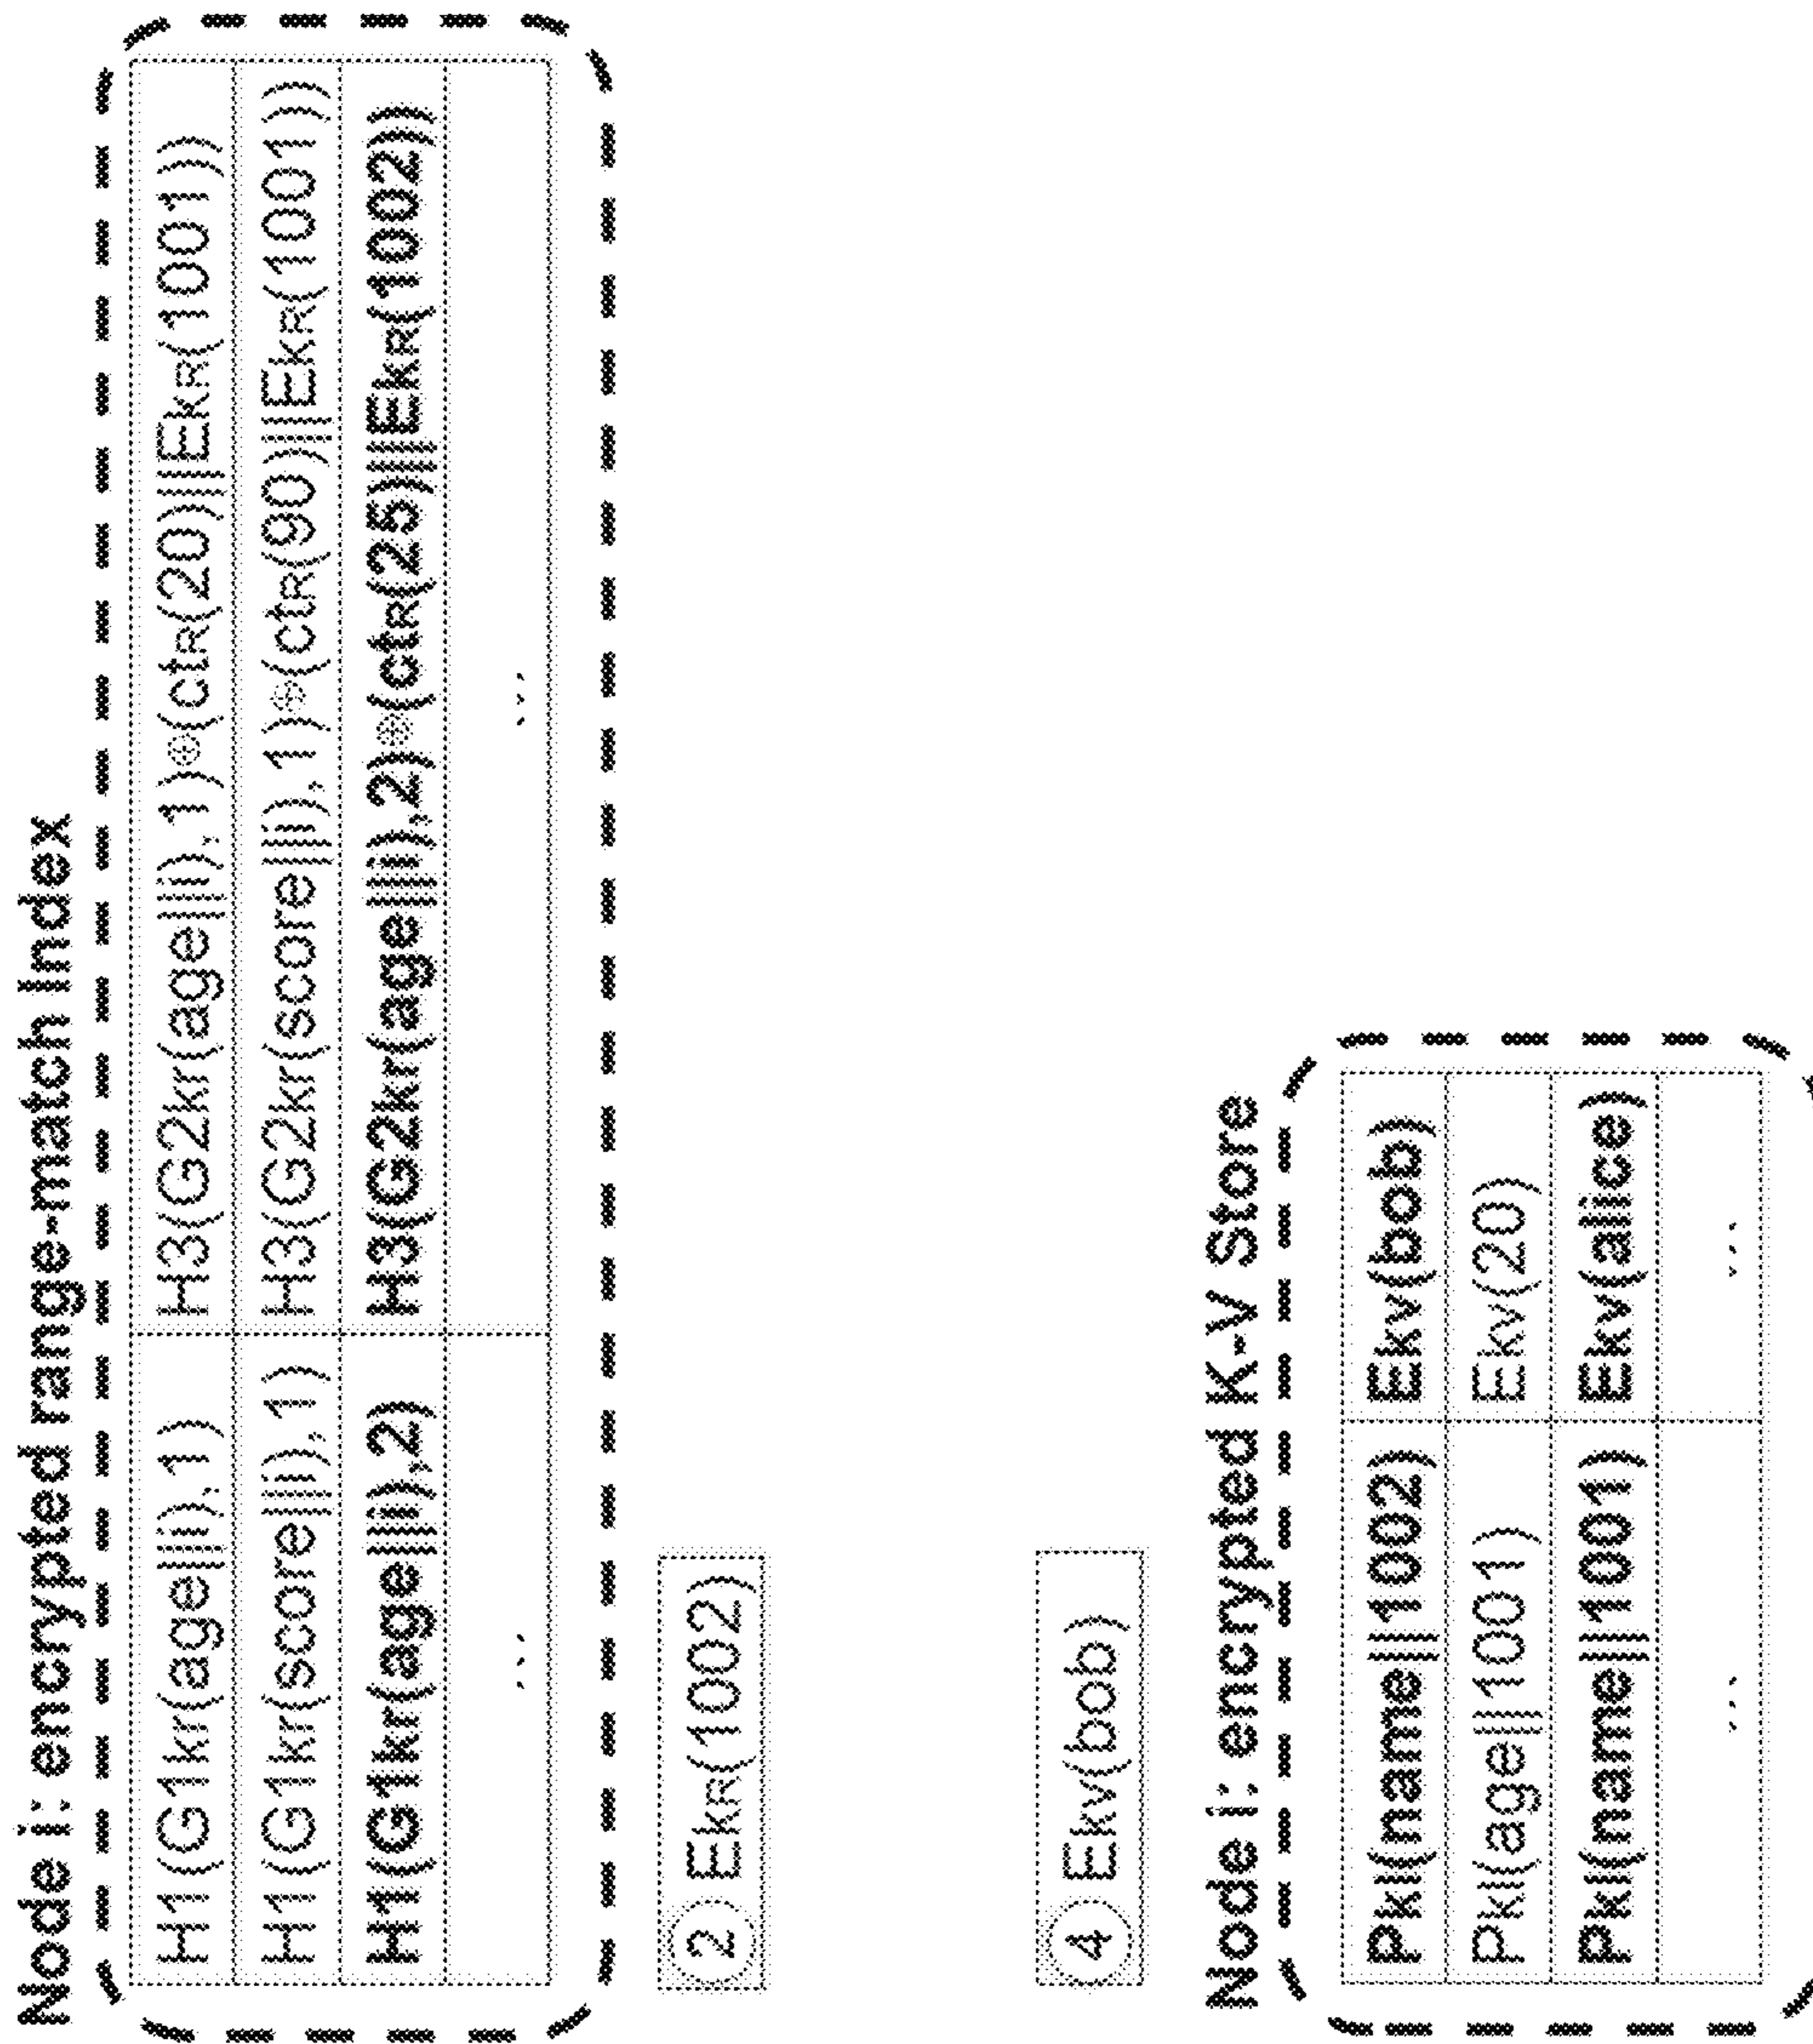 Node i: encrypted range-match Index
H1(G1kr(age||i),1) H3(G2kr(age||i),1)⊕(ctR(20)||EkR(1001))
H1(G1kr(score||i),1) H3(G2kr(score||i),1)⊕(ctR(90)||EkR(1001))
H1(G1kr(age||i),2) H3(G2kr(age||i),2)⊕(ctR(25)||EkR(1002))
... ...
2 EkR(1002)
4 Ekv(bob)
Node i: encrypted K-V Store
Pkl(name||1002) Ekv(bob)
Pkl(age||1001) Ekv(20)
Pkl(name||1001) Ekv(alice)
... ...